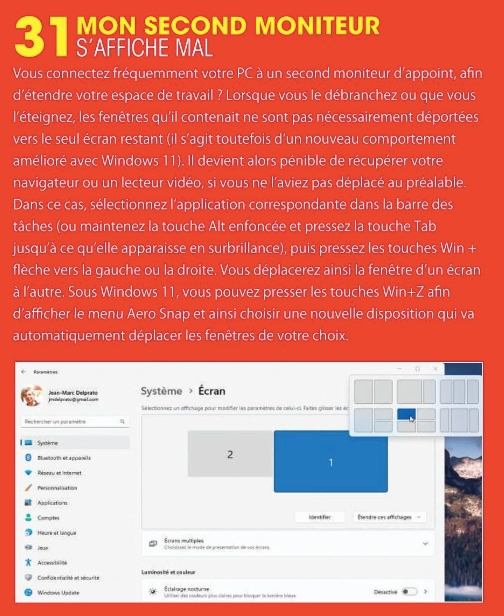 31 MON SECOND MONITEUR
S'AFFICHE MAL
Vous connectez fréquemment votre PC à un second moniteur d'appoint, afin
d'étendre votre espace de travail ? Lorsque vous le débranchez ou que vous
l'éteignez, les fenêtres qu'il contenait ne sont pas nécessairement déportées
vers le seul écran restant (il s'agit toutefois d'un nouveau comportement
amélioré avec Windows 11). Il devient alors pénible de récupérer votre
navigateur ou un lecteur vidéo, si vous ne l'aviez pas déplacé au préalable.
Dans ce cas, sélectionnez l'application correspondante dans la barre des
tâches (ou maintenez la touche Alt enfoncée et pressez la touche Tab
jusqu'à ce qu'elle apparaisse en surbrillance), puis pressez les touches Win +
flèche vers la gauche ou la droite. Vous déplacerez ainsi la fenêtre d'un écran
à l'autre. Sous Windows 11, vous pouvez presser les touches Win+Z afin
d'afficher le menu Aero Snap et ainsi choisir une nouvelle disposition qui va
automatiquement déplacer les fenêtres de votre choix.
Paramètres
Jean-Marc Delprato
jmdelprato@gmail.com
Rechercher un paramètre
Système
Bluetooth et appareils
Réseau et Internet
Personnalisation
Applications
Comptes
Heure et langue
Jeux
Accessibilité
Confidentialité et sécurité
Windows Update
Système > Écran
Sélectionnez un affichage pour modifier les paramètres de celui-ci. Faites glisser les
2
1
Identifier
Étendre ces affichages
Écrans multiples
Choisissez le mode de présentation de vos écrans.
Luminosité et couleur
Éclairage nocturne
Utiliser des couleurs plus claires pour bloquer la lumière bleue
Désactivé